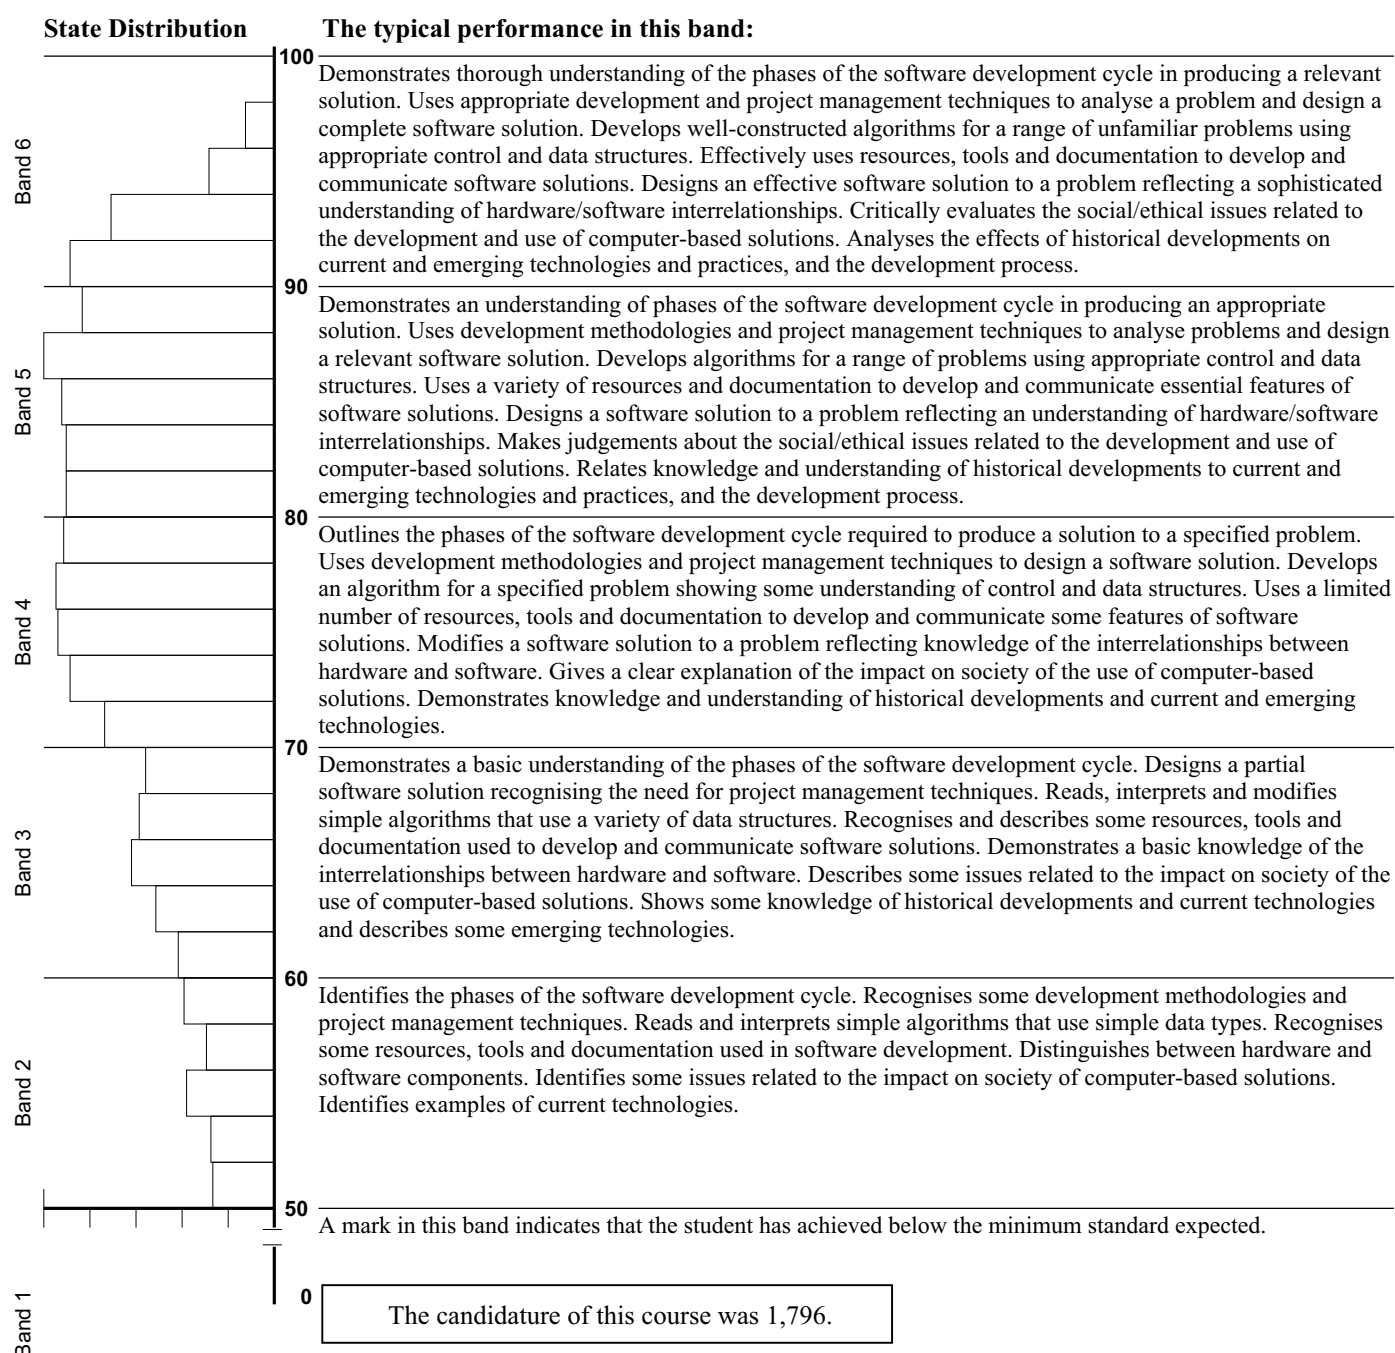 State Distribution
The typical performance in this band:
100
Band 6
Demonstrates thorough understanding of the phases of the software development cycle in producing a relevant
solution. Uses appropriate development and project management techniques to analyse a problem and design a
complete software solution. Develops well-constructed algorithms for a range of unfamiliar problems using
appropriate control and data structures. Effectively uses resources, tools and documentation to develop and
communicate software solutions. Designs an effective software solution to a problem reflecting a sophisticated
understanding of hardware/software interrelationships. Critically evaluates the social/ethical issues related to
the development and use of computer-based solutions. Analyses the effects of historical developments on
current and emerging technologies and practices, and the development process.
90
Band 5
Demonstrates an understanding of phases of the software development cycle in producing an appropriate
solution. Uses development methodologies and project management techniques to analyse problems and design
a relevant software solution. Develops algorithms for a range of problems using appropriate control and data
structures. Uses a variety of resources and documentation to develop and communicate essential features of
software solutions. Designs a software solution to a problem reflecting an understanding of hardware/software
interrelationships. Makes judgements about the social/ethical issues related to the development and use of
computer-based solutions. Relates knowledge and understanding of historical developments to current and
emerging technologies and practices, and the development process.
80
Band 4
Outlines the phases of the software development cycle required to produce a solution to a specified problem.
Uses development methodologies and project management techniques to design a software solution. Develops
an algorithm for a specified problem showing some understanding of control and data structures. Uses a limited
number of resources, tools and documentation to develop and communicate some features of software
solutions. Modifies a software solution to a problem reflecting knowledge of the interrelationships between
hardware and software. Gives a clear explanation of the impact on society of the use of computer-based
solutions. Demonstrates knowledge and understanding of historical developments and current and emerging
technologies.
70
Band 3
Demonstrates a basic understanding of the phases of the software development cycle. Designs a partial
software solution recognising the need for project management techniques. Reads, interprets and modifies
simple algorithms that use a variety of data structures. Recognises and describes some resources, tools and
documentation used to develop and communicate software solutions. Demonstrates a basic knowledge of the
interrelationships between hardware and software. Describes some issues related to the impact on society of the
use of computer-based solutions. Shows some knowledge of historical developments and current technologies
and describes some emerging technologies.
60
Band 2
Identifies the phases of the software development cycle. Recognises some development methodologies and
project management techniques. Reads and interprets simple algorithms that use simple data types. Recognises
some resources, tools and documentation used in software development. Distinguishes between hardware and
software components. Identifies some issues related to the impact on society of computer-based solutions.
Identifies examples of current technologies.
50
A mark in this band indicates that the student has achieved below the minimum standard expected.
0
Band 1
The candidature of this course was 1,796.